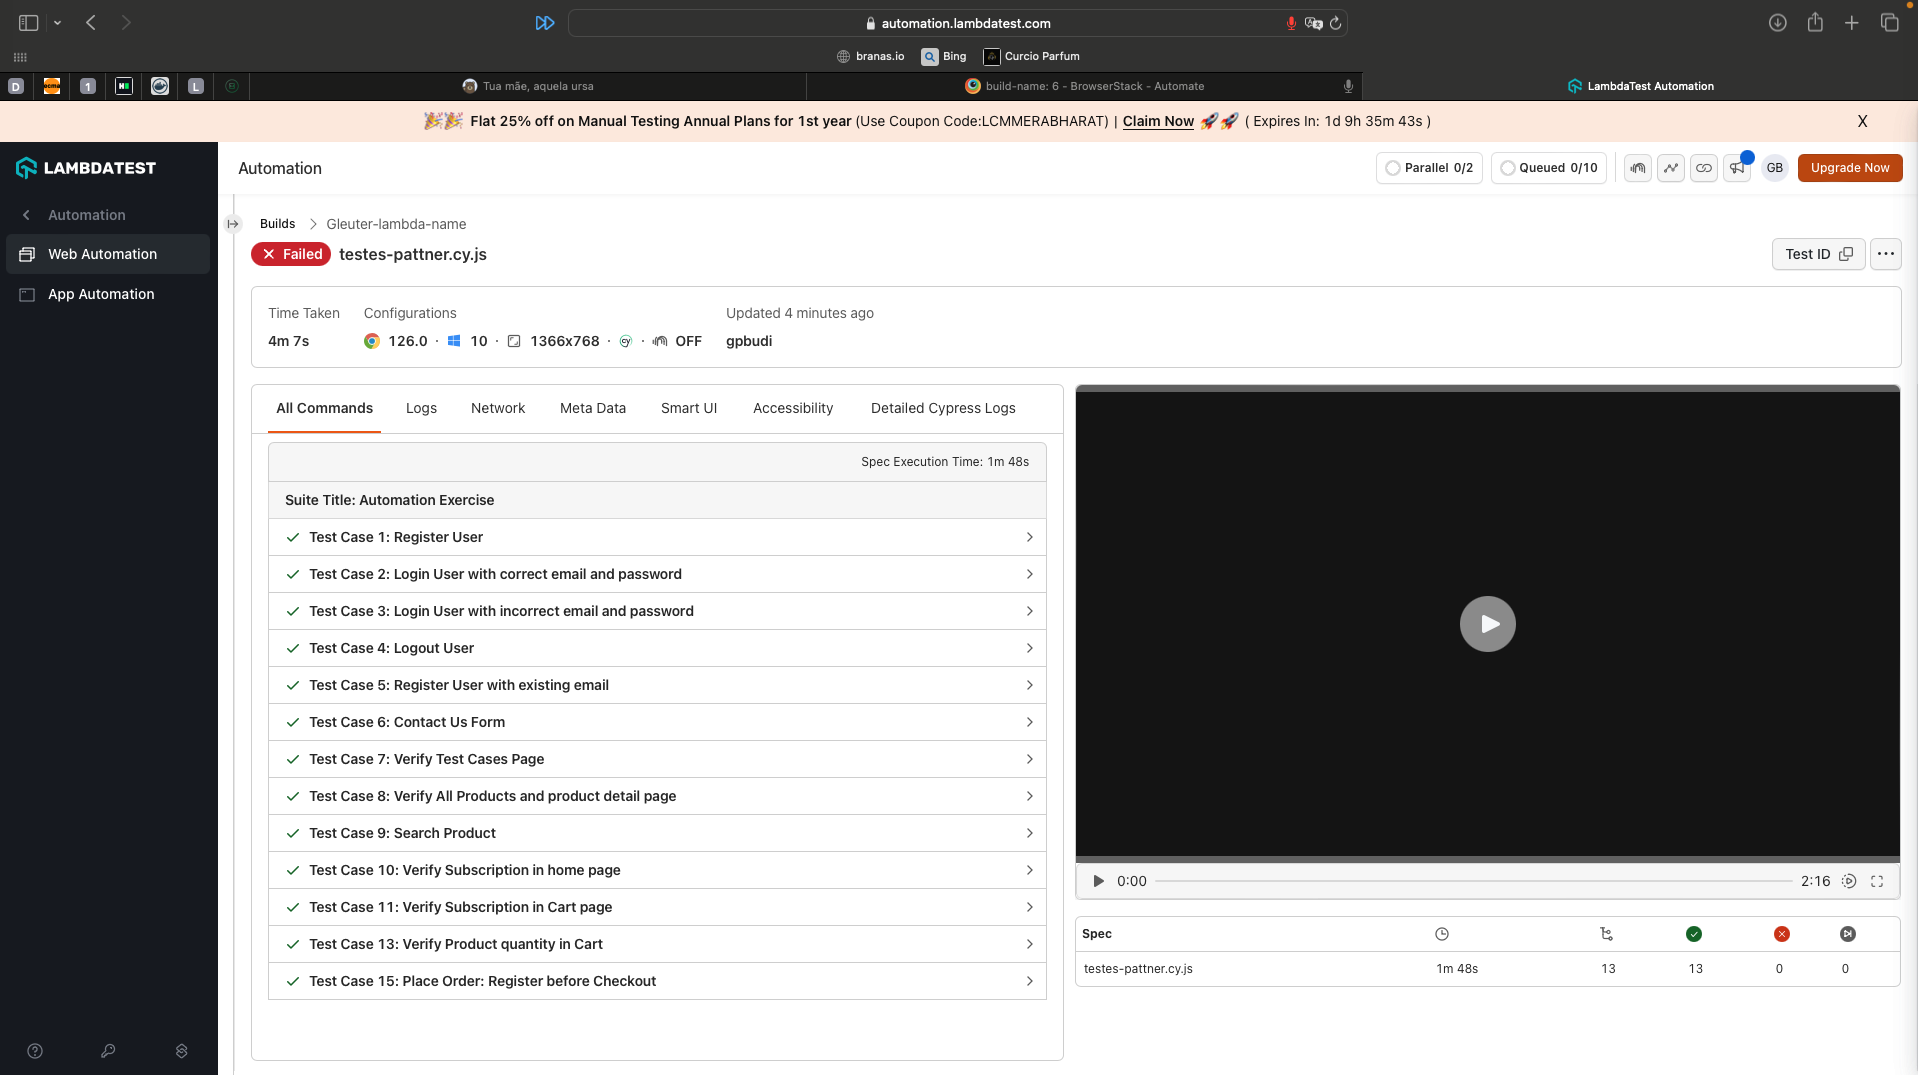 automation.lambdatest.com
branas.io
Bing
Curcio Parfum
D
1
L
Tua mãe, aquela ursa
build-name: 6 - BrowserStack - Automate
LambdaTest Automation
Flat 25% off on Manual Testing Annual Plans for 1st year (Use Coupon Code:LCMMERABHARAT) | Claim Now ( Expires In: 1d 9h 35m 43s )
X
LAMBDATEST
Automation
Web Automation
App Automation
Automation
Parallel 0/2
Queued 0/10
GB
Upgrade Now
Builds > Gleuter-lambda-name
Failed
testes-pattner.cy.js
Test ID
Time Taken
4m 7s
Configurations
126.0 · 10 · 1366x768 · cy · OFF
Updated 4 minutes ago
gpbudi
All Commands
Logs
Network
Meta Data
Smart UI
Accessibility
Detailed Cypress Logs
Spec Execution Time: 1m 48s
Suite Title: Automation Exercise
Test Case 1: Register User
Test Case 2: Login User with correct email and password
Test Case 3: Login User with incorrect email and password
Test Case 4: Logout User
Test Case 5: Register User with existing email
Test Case 6: Contact Us Form
Test Case 7: Verify Test Cases Page
Test Case 8: Verify All Products and product detail page
Test Case 9: Search Product
Test Case 10: Verify Subscription in home page
Test Case 11: Verify Subscription in Cart page
Test Case 13: Verify Product quantity in Cart
Test Case 15: Place Order: Register before Checkout
0:00
2:16
Spec
testes-pattner.cy.js 1m 48s 13 13 0 0